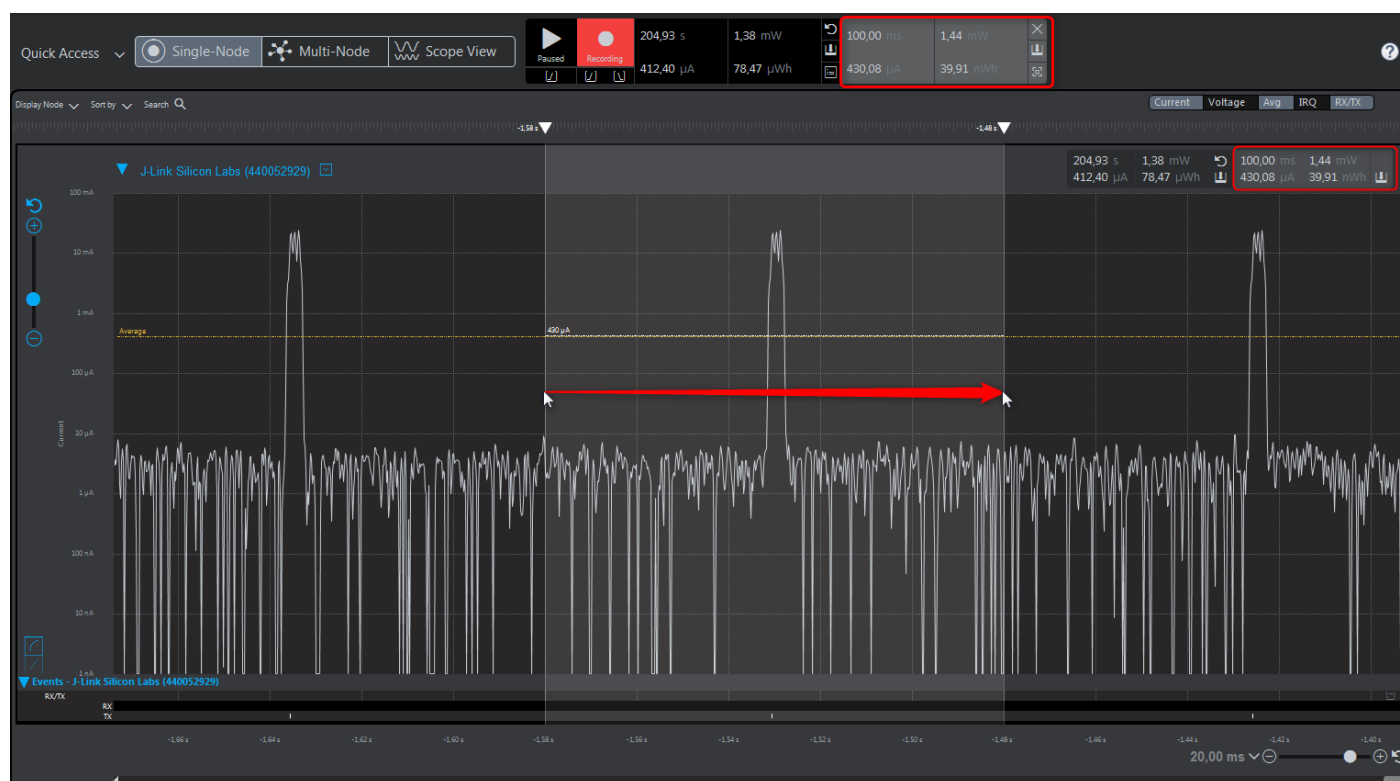 Quick Access
Single-Node
Multi-Node
Scope View
Paused
Recording
204,93 s
1,38 mW
412,40 µA
78,47 µWh
100,00 ms
1,44 mW
430,08 µA
39,91 nWh
Display Node
Sort by
Search
Current
Voltage
Avg
IRQ
RX/TX
-1,58 s
-1,48 s
J-Link Silicon Labs (440052929)
204,93 s 1,38 mW
412,40 µA 78,47 µWh
100,00 ms 1,44 mW
430,08 µA 39,91 nWh
100 mA
10 mA
1 mA
Average
430 µA
100 µA
Current
10 µA
1 µA
100 nA
10 nA
1 nA
Events - J-Link Silicon Labs (440052929)
RX/TX
RX
TX
-1,66 s
-1,64 s
-1,62 s
-1,60 s
-1,58 s
-1,56 s
-1,54 s
-1,52 s
-1,50 s
-1,48 s
-1,46 s
-1,44 s
-1,42 s
-1,40 s
20,00 ms